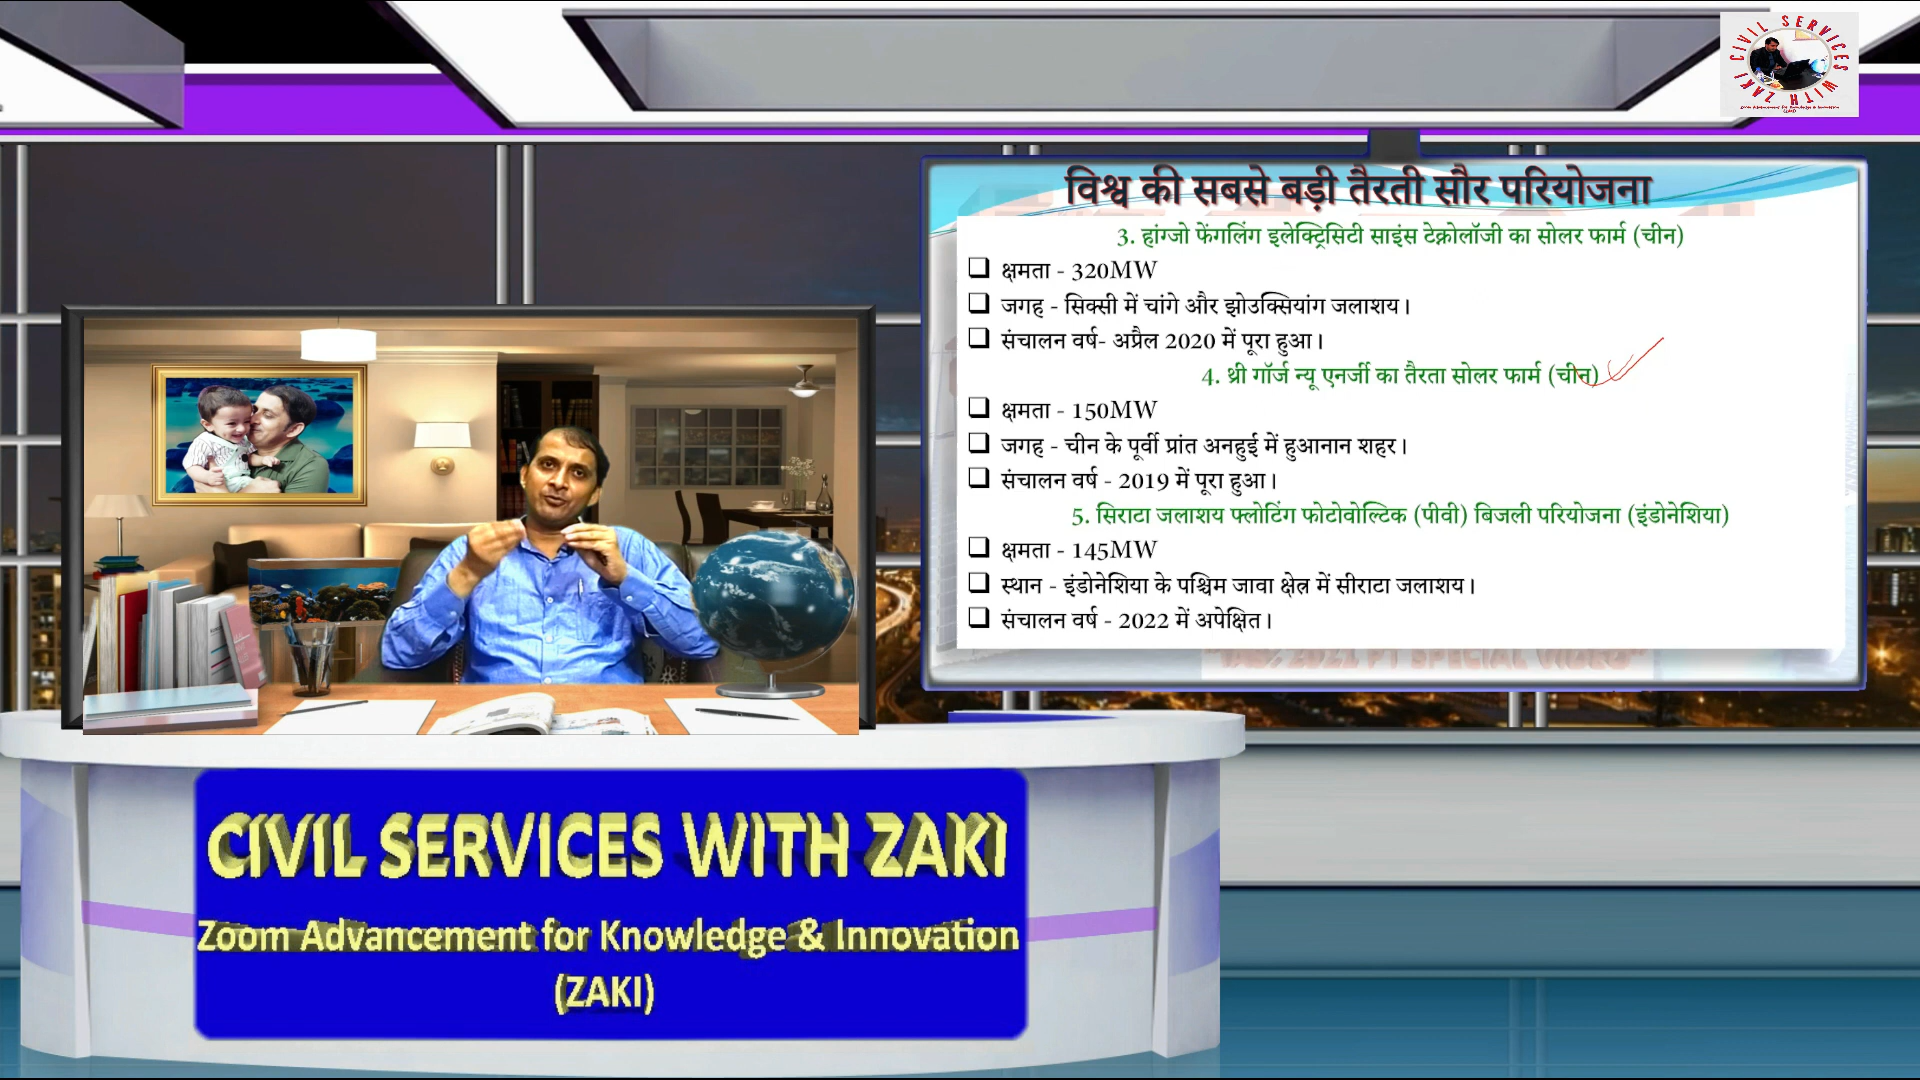 CIVIL SERVICES WITH ZAKI
विश्व की सबसे बड़ी तैरती सौर परियोजना
3. हांग्जो फेंगलिंग इलेक्ट्रिसिटी साइंस टेक्नोलॉजी का सोलर फार्म (चीन)
❑ क्षमता - 320MW
❑ जगह - सिक्सी में चांगे और झोउक्सियांग जलाशय।
❑ संचालन वर्ष- अप्रैल 2020 में पूरा हुआ।
4. थ्री गॉर्ज न्यू एनर्जी का तैरता सोलर फार्म (चीन)
❑ क्षमता - 150MW
❑ जगह - चीन के पूर्वी प्रांत अनहुई में हुआनान शहर।
❑ संचालन वर्ष - 2019 में पूरा हुआ।
5. सिराटा जलाशय फ्लोटिंग फोटोवोल्टिक (पीवी) बिजली परियोजना (इंडोनेशिया)
❑ क्षमता - 145MW
❑ स्थान - इंडोनेशिया के पश्चिम जावा क्षेत्र में सीराटा जलाशय।
❑ संचालन वर्ष - 2022 में अपेक्षित।
CIVIL SERVICES WITH ZAKI
Zoom Advancement for Knowledge & Innovation
(ZAKI)